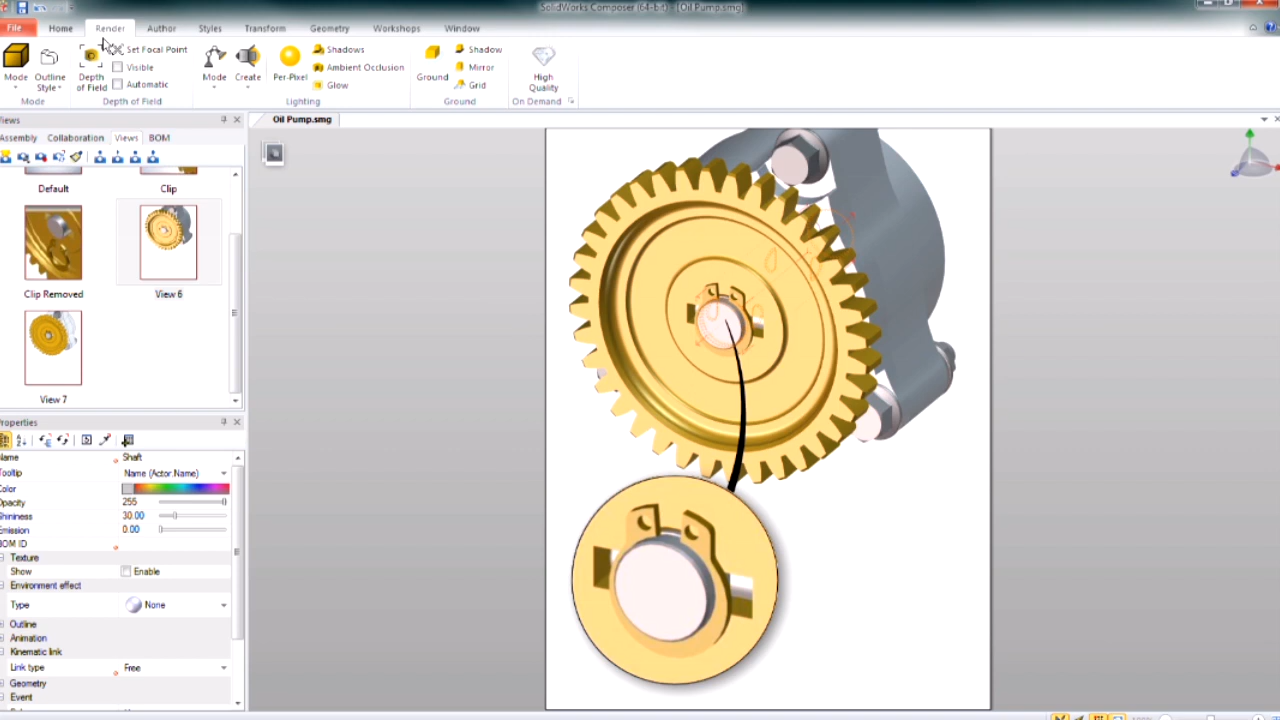 SolidWorks Composer (64-bit) - [Oil Pump.smg]
File Home Render Author Styles Transform Geometry Workshops Window
Set Focal Point Shadows Shadow
Visible Ambient Occlusion Mirror
Mode Outline Style Depth of Field Automatic Mode Create Per-Pixel Glow Ground Grid High Quality
Mode Depth of Field Lighting Ground On Demand
Views
Oil Pump.smg
Assembly Collaboration Views BOM
Default Clip
Clip Removed View 6
View 7
Properties
Name Shaft
Tooltip Name (Actor.Name)
Color
Opacity 255
Shininess 30.00
Emission 0.00
BOM ID
Texture
Show Enable
Environment effect
Type None
Outline
Animation
Kinematic link
Link type Free
Geometry
Event